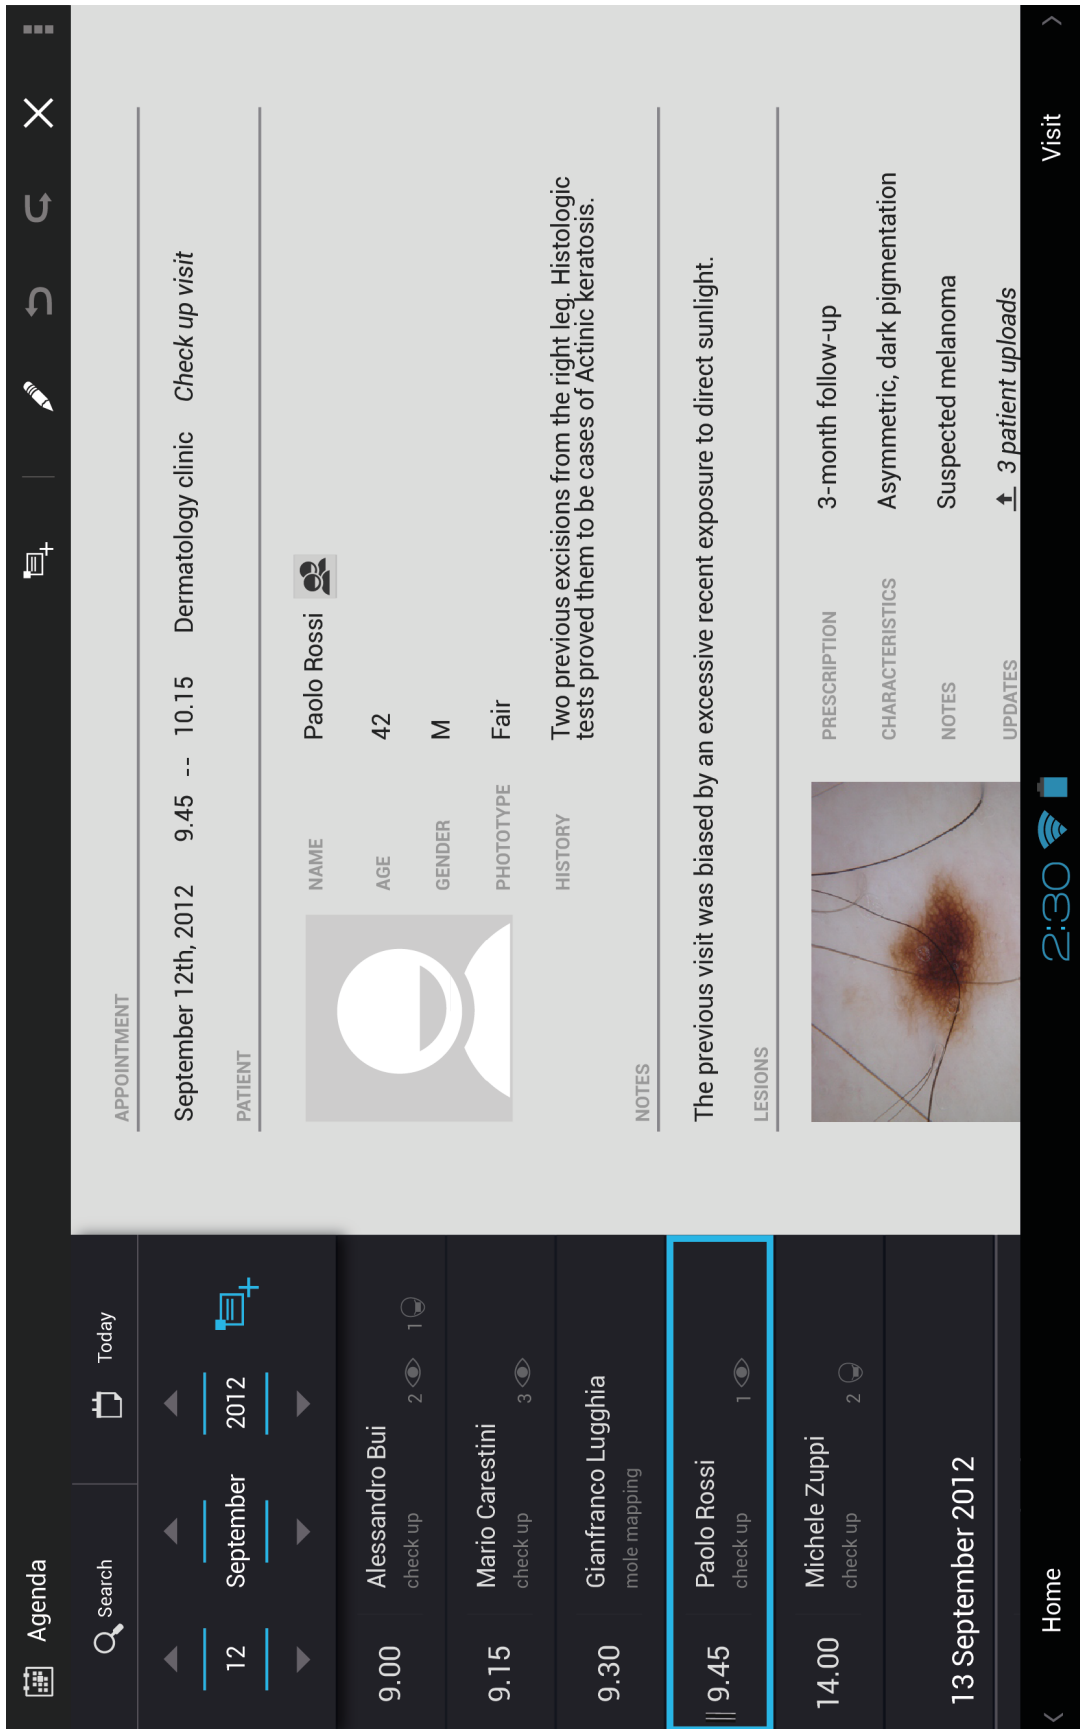 Agenda
Search
Today
12 September 2012
9.00 Alessandro Bui
check up 2 1
9.15 Mario Carestini
check up 3
9.30 Gianfranco Lugghia
mole mapping
9.45 Paolo Rossi
check up 1
14.00 Michele Zuppi
check up 2
13 September 2012
APPOINTMENT
September 12th, 2012 9.45 -- 10.15 Dermatology clinic Check up visit
PATIENT
NAME Paolo Rossi
AGE 42
GENDER M
PHOTOTYPE Fair
HISTORY Two previous excisions from the right leg. Histologic
tests proved them to be cases of Actinic keratosis.
NOTES
The previous visit was biased by an excessive recent exposure to direct sunlight.
LESIONS
PRESCRIPTION 3-month follow-up
CHARACTERISTICS Asymmetric, dark pigmentation
NOTES Suspected melanoma
UPDATES 3 patient uploads
Home
2:30
Visit